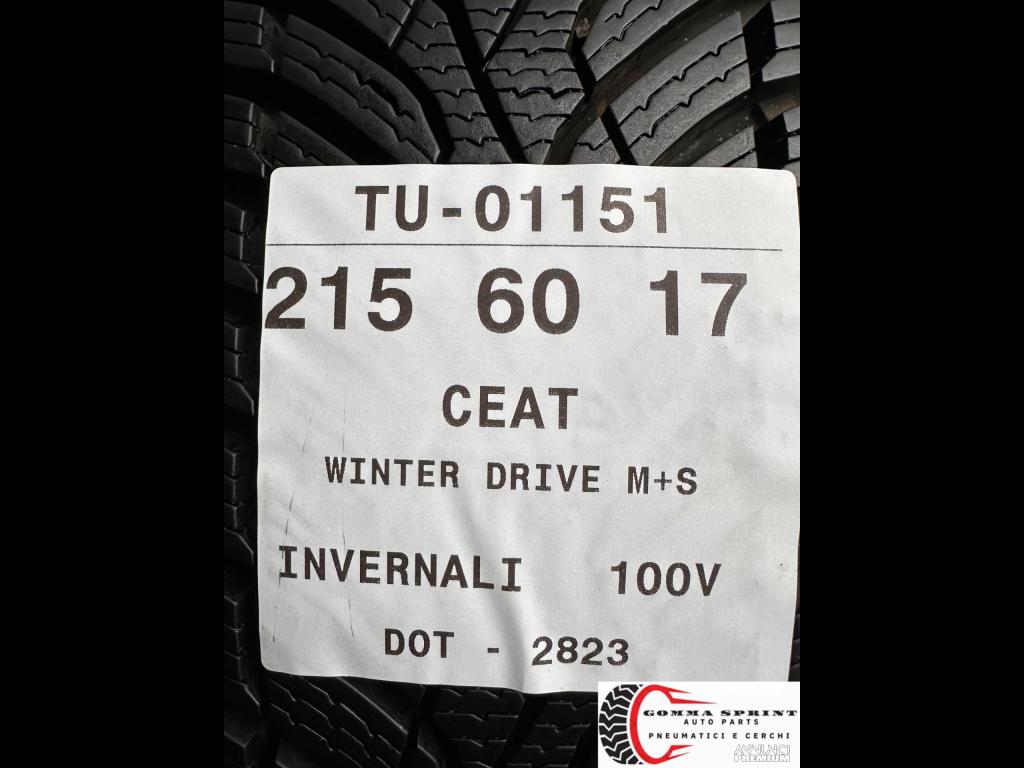 TU-01151
215 60 17
CEAT
WINTER DRIVE M+S
INVERNALI 100V
DOT - 2823
GOMMA SPRINT
AUTO PARTS
PNEUMATICI E CERCHI
ANNUNCI
PREMIUM